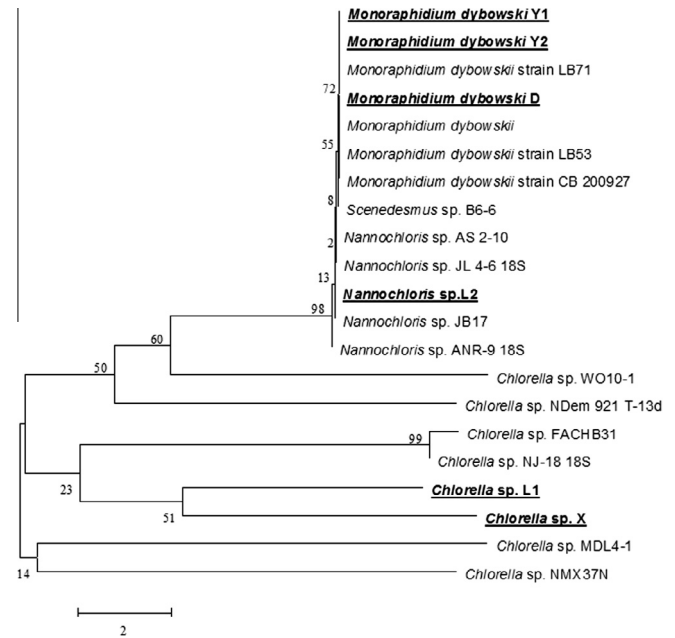 Monoraphidium dybowski Y1
Monoraphidium dybowski Y2
Monoraphidium dybowskii strain LB71
72
Monoraphidium dybowski D
Monoraphidium dybowskii
55
Monoraphidium dybowskii strain LB53
Monoraphidium dybowskii strain CB 200927
8
Scenedesmus sp. B6-6
2
Nannochloris sp. AS 2-10
Nannochloris sp. JL 4-6 18S
13
Nannochloris sp.L2
98
Nannochloris sp. JB17
60
Nannochloris sp. ANR-9 18S
50
Chlorella sp. WO10-1
Chlorella sp. NDem 921 T-13d
99
Chlorella sp. FACHB31
Chlorella sp. NJ-18 18S
23
Chlorella sp. L1
51
Chlorella sp. X
Chlorella sp. MDL4-1
14
Chlorella sp. NMX37N
2